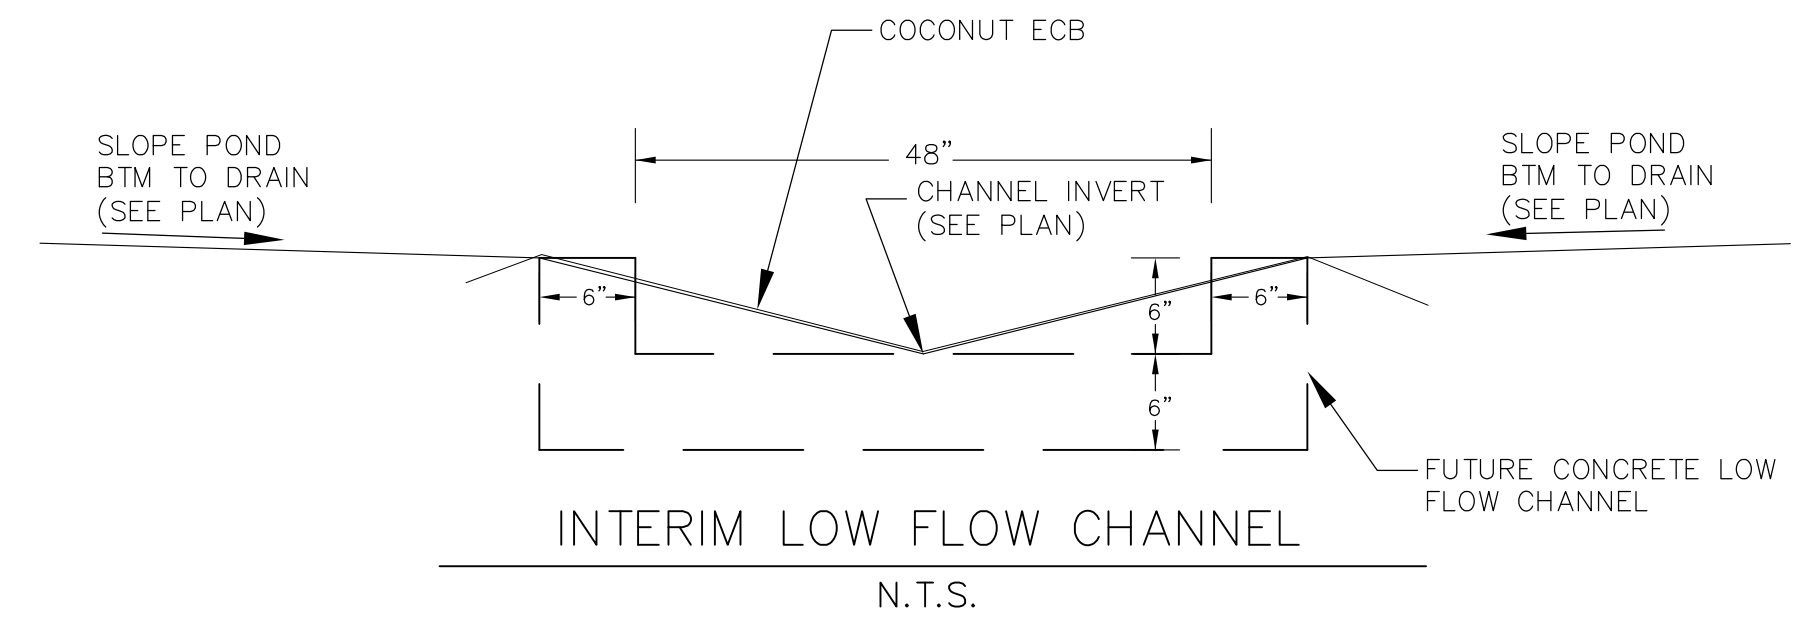 COCONUT ECB
SLOPE POND
BTM TO DRAIN
(SEE PLAN)
48"
CHANNEL INVERT
(SEE PLAN)
SLOPE POND
BTM TO DRAIN
(SEE PLAN)
6"
6"
6"
6"
FUTURE CONCRETE LOW
FLOW CHANNEL
INTERIM LOW FLOW CHANNEL
N.T.S.